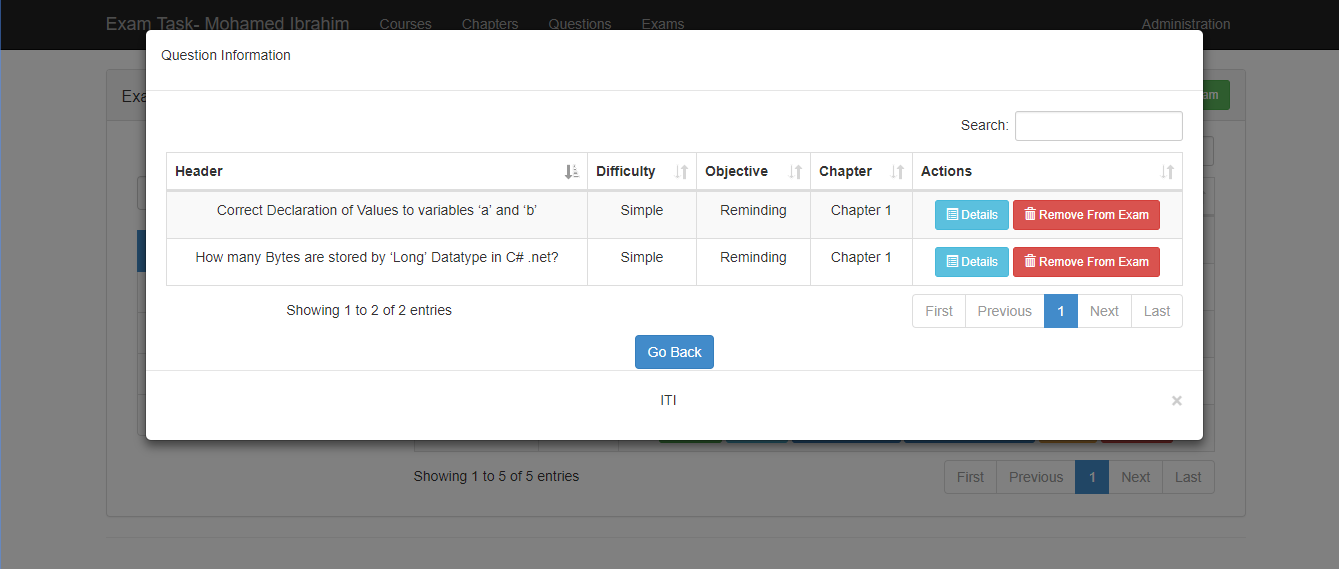 Exam Task- Mohamed Ibrahim Courses Chapters Questions Exams Administration
Question Information
Search:
Header Difficulty Objective Chapter Actions
Correct Declaration of Values to variables ‘a’ and ‘b’ Simple Reminding Chapter 1 Details Remove From Exam
How many Bytes are stored by ‘Long’ Datatype in C# .net? Simple Reminding Chapter 1 Details Remove From Exam
Showing 1 to 2 of 2 entries First Previous 1 Next Last
Go Back
ITI ×
Showing 1 to 5 of 5 entries First Previous 1 Next Last